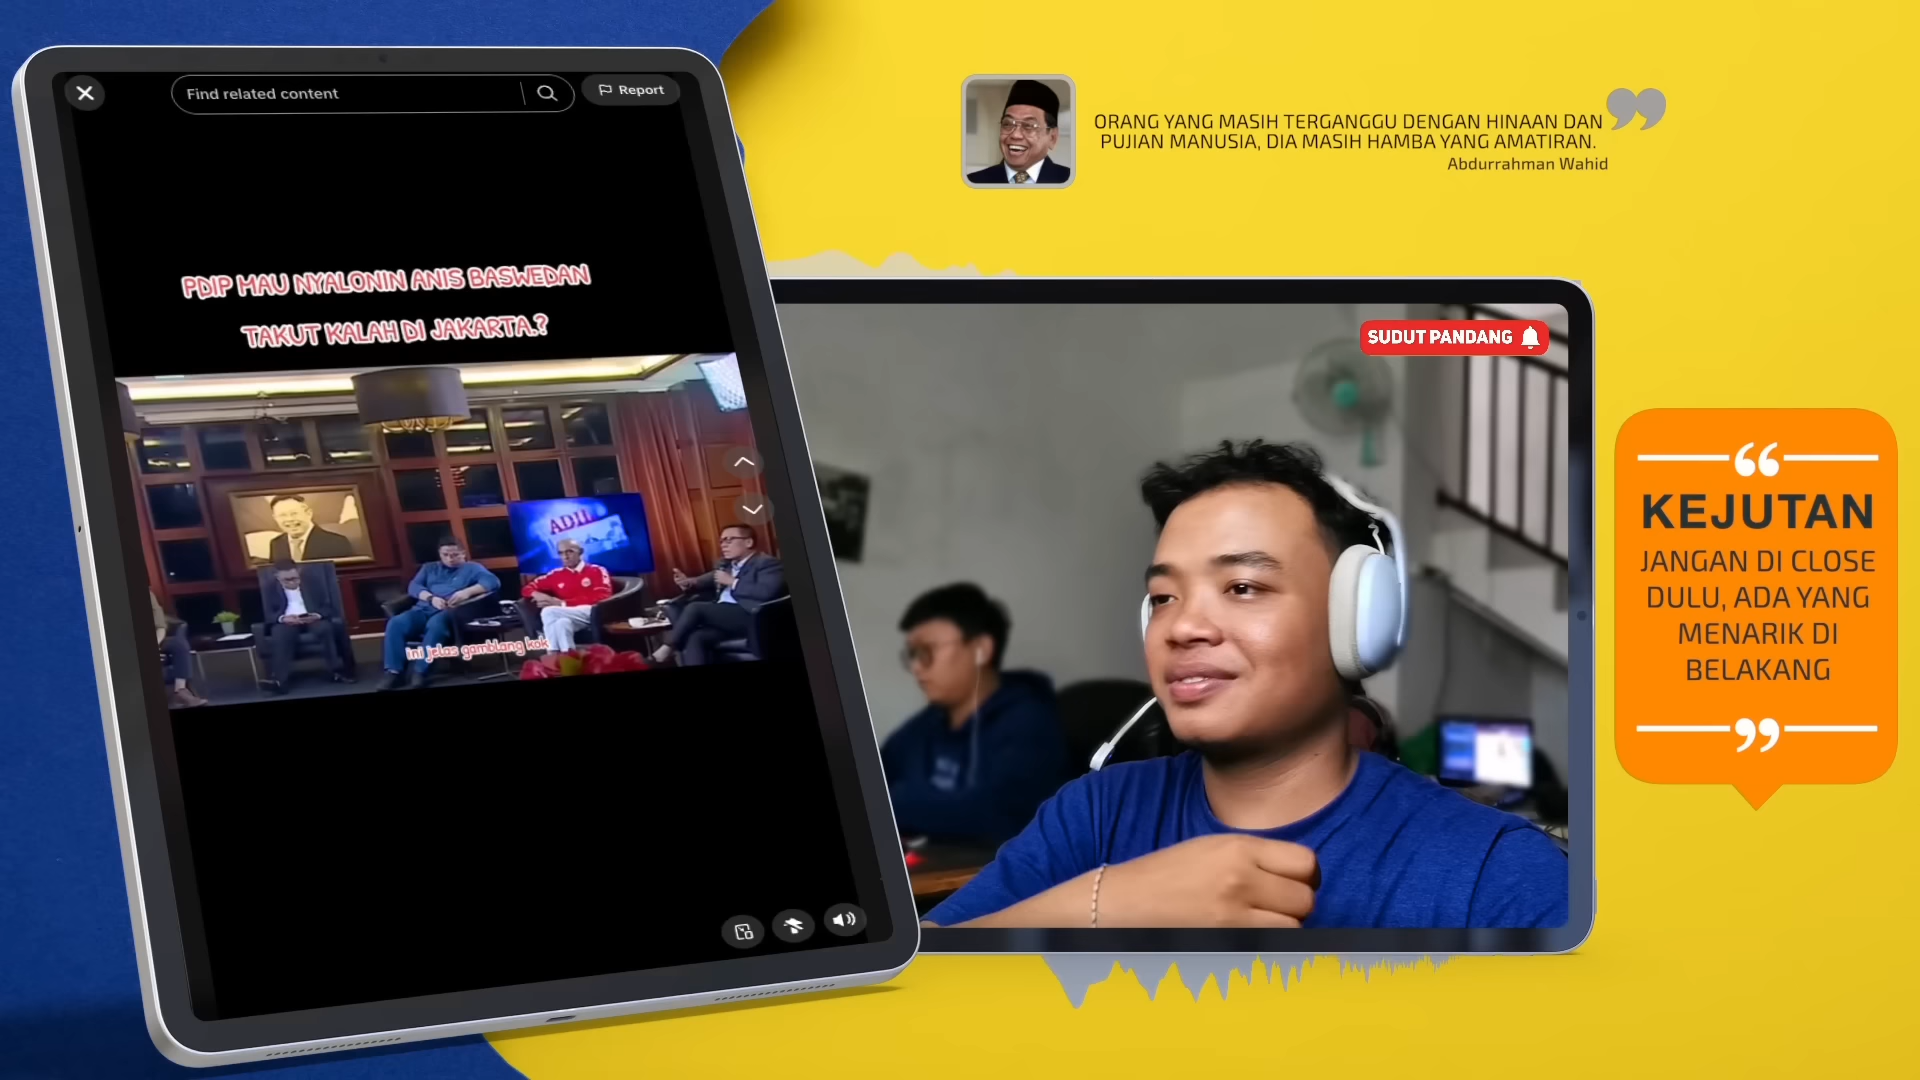 Find related content
Report
PDIP MAU NYALONIN ANIS BASWEDAN
TAKUT KALAH DI JAKARTA.?
ADIL
ini jelas gamblang kok
ORANG YANG MASIH TERGANGGU DENGAN HINAAN DAN
PUJIAN MANUSIA, DIA MASIH HAMBA YANG AMATIRAN.
Abdurrahman Wahid
SUDUT PANDANG
KEJUTAN
JANGAN DI CLOSE
DULU, ADA YANG
MENARIK DI
BELAKANG